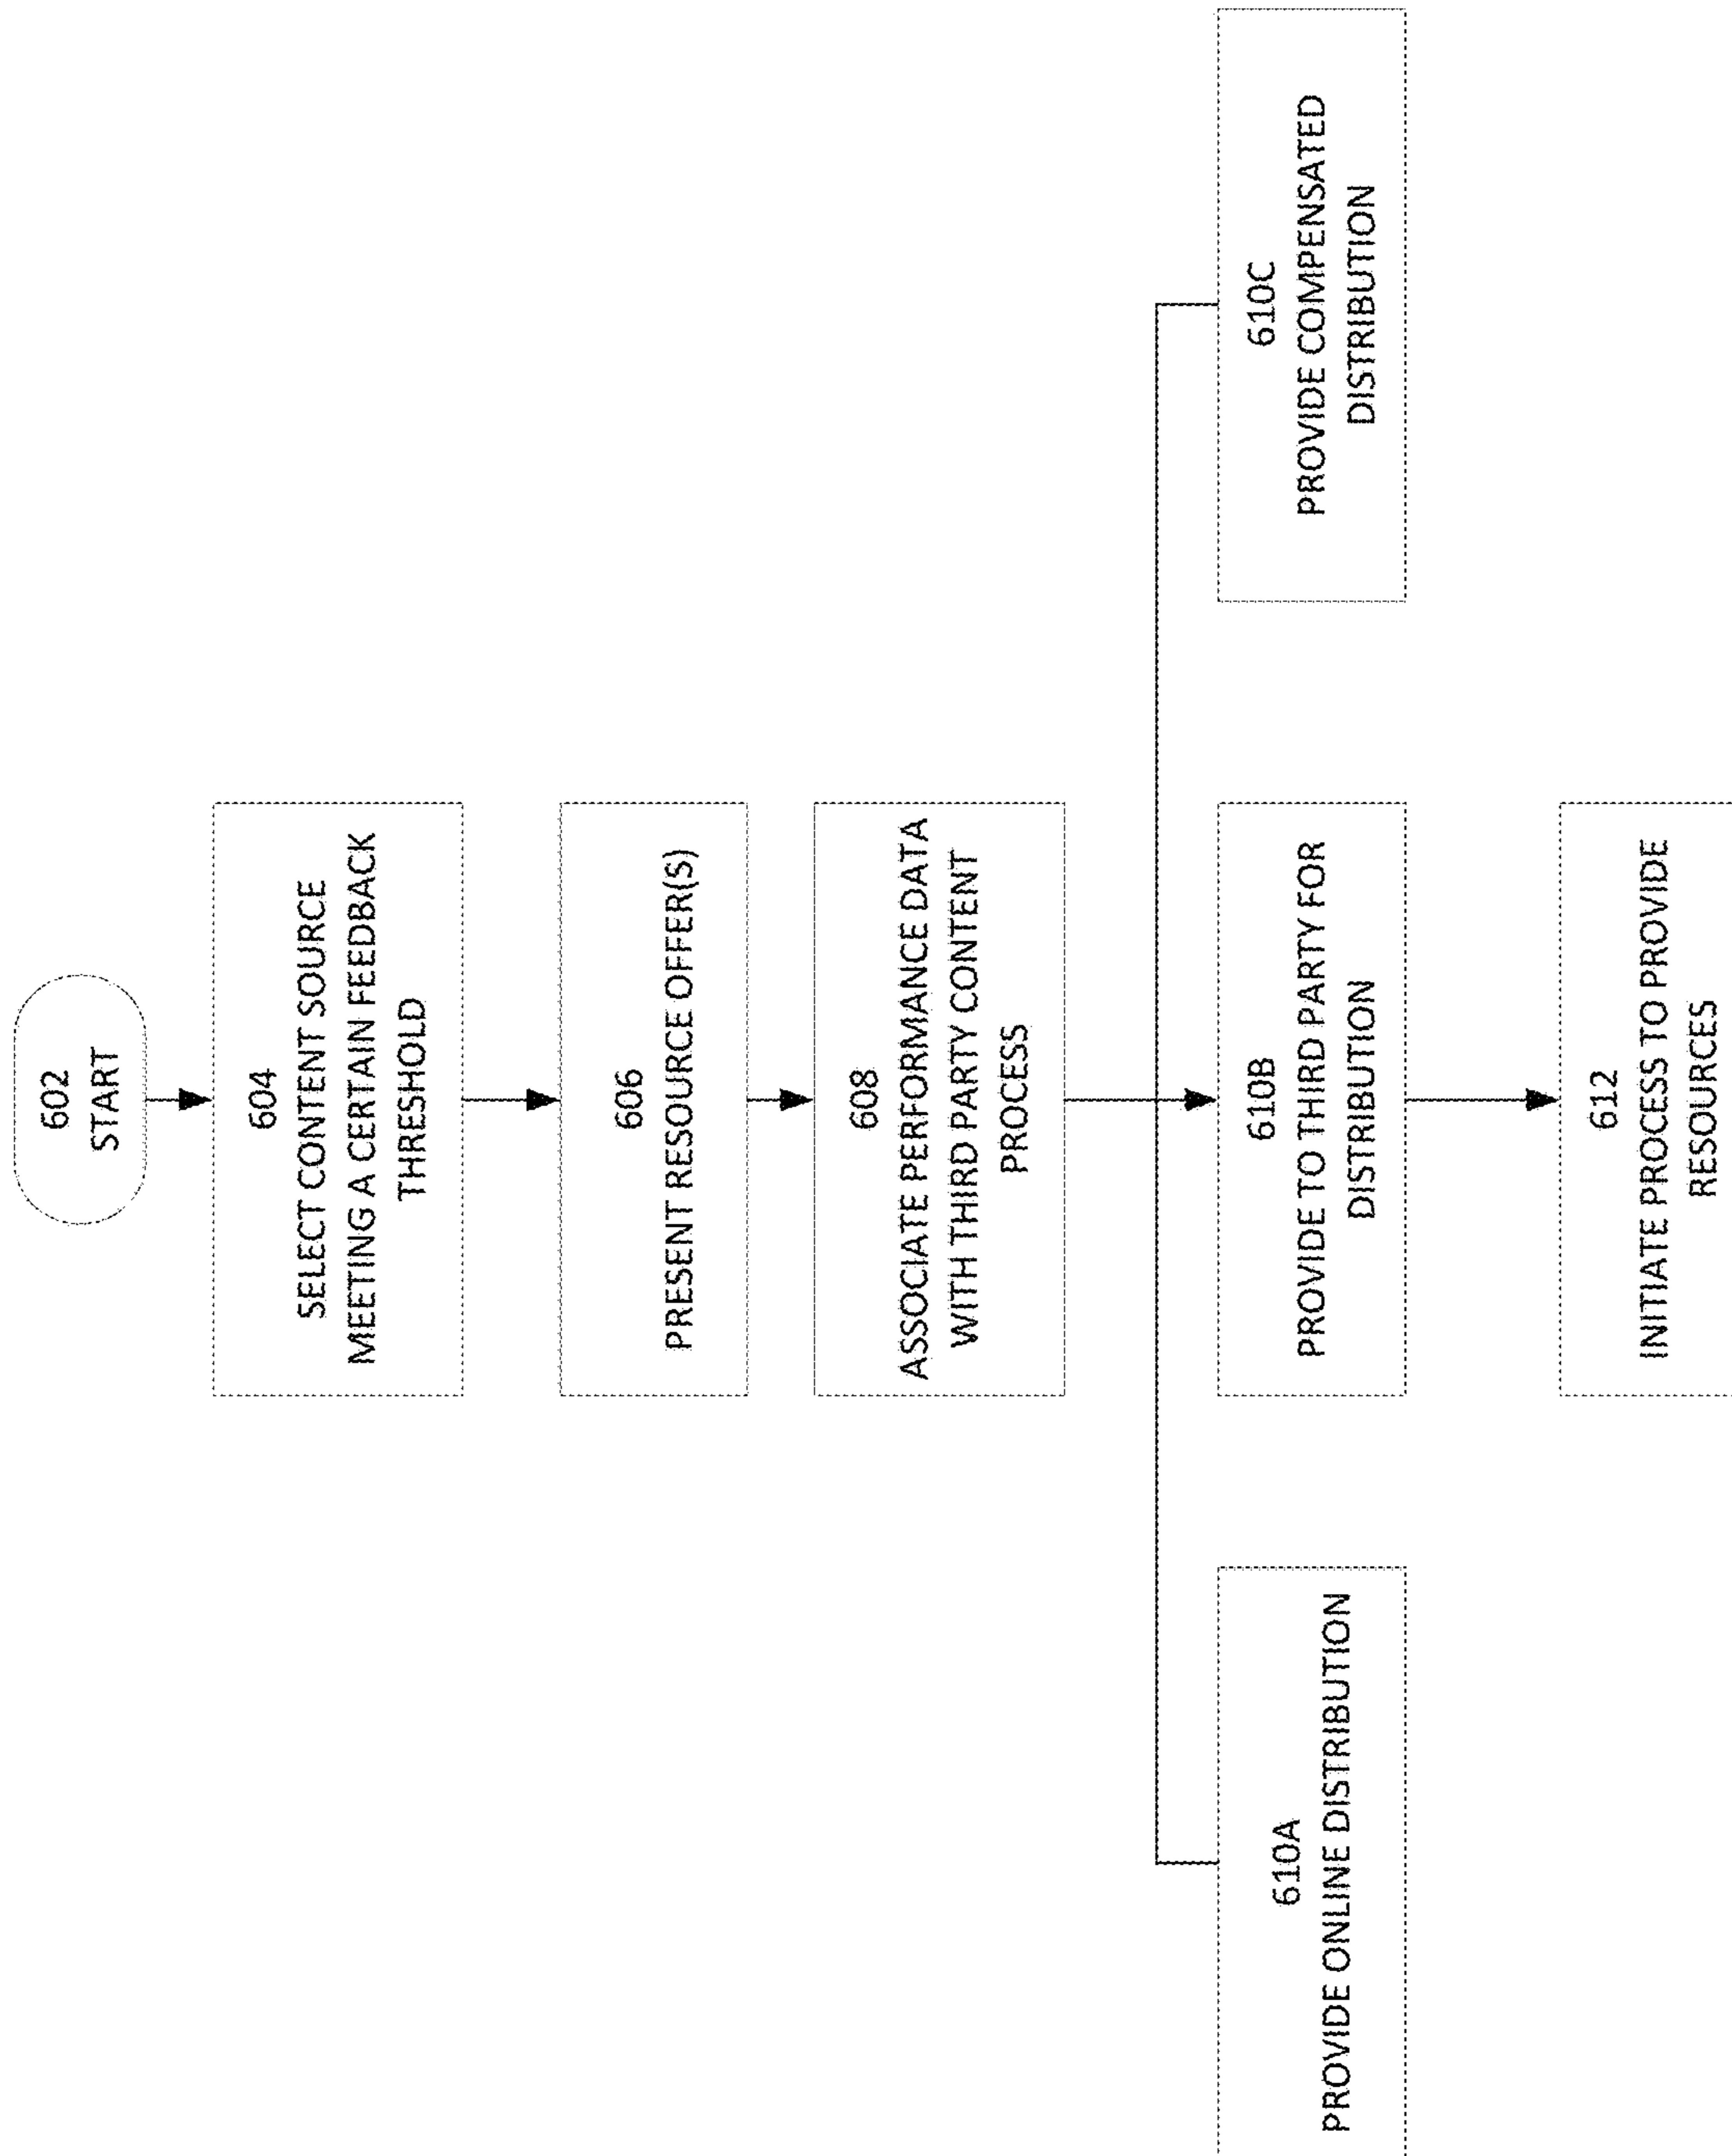 602
START
604
SELECT CONTENT SOURCE
MEETING A CERTAIN FEEDBACK
THRESHOLD
606
PRESENT RESOURCE OFFER(S)
608
ASSOCIATE PERFORMANCE DATA
WITH THIRD PARTY CONTENT
PROCESS
610A
PROVIDE ONLINE DISTRIBUTION
610B
PROVIDE TO THIRD PARTY FOR
DISTRIBUTION
610C
PROVIDE COMPENSATED
DISTRIBUTION
612
INITIATE PROCESS TO PROVIDE
RESOURCES